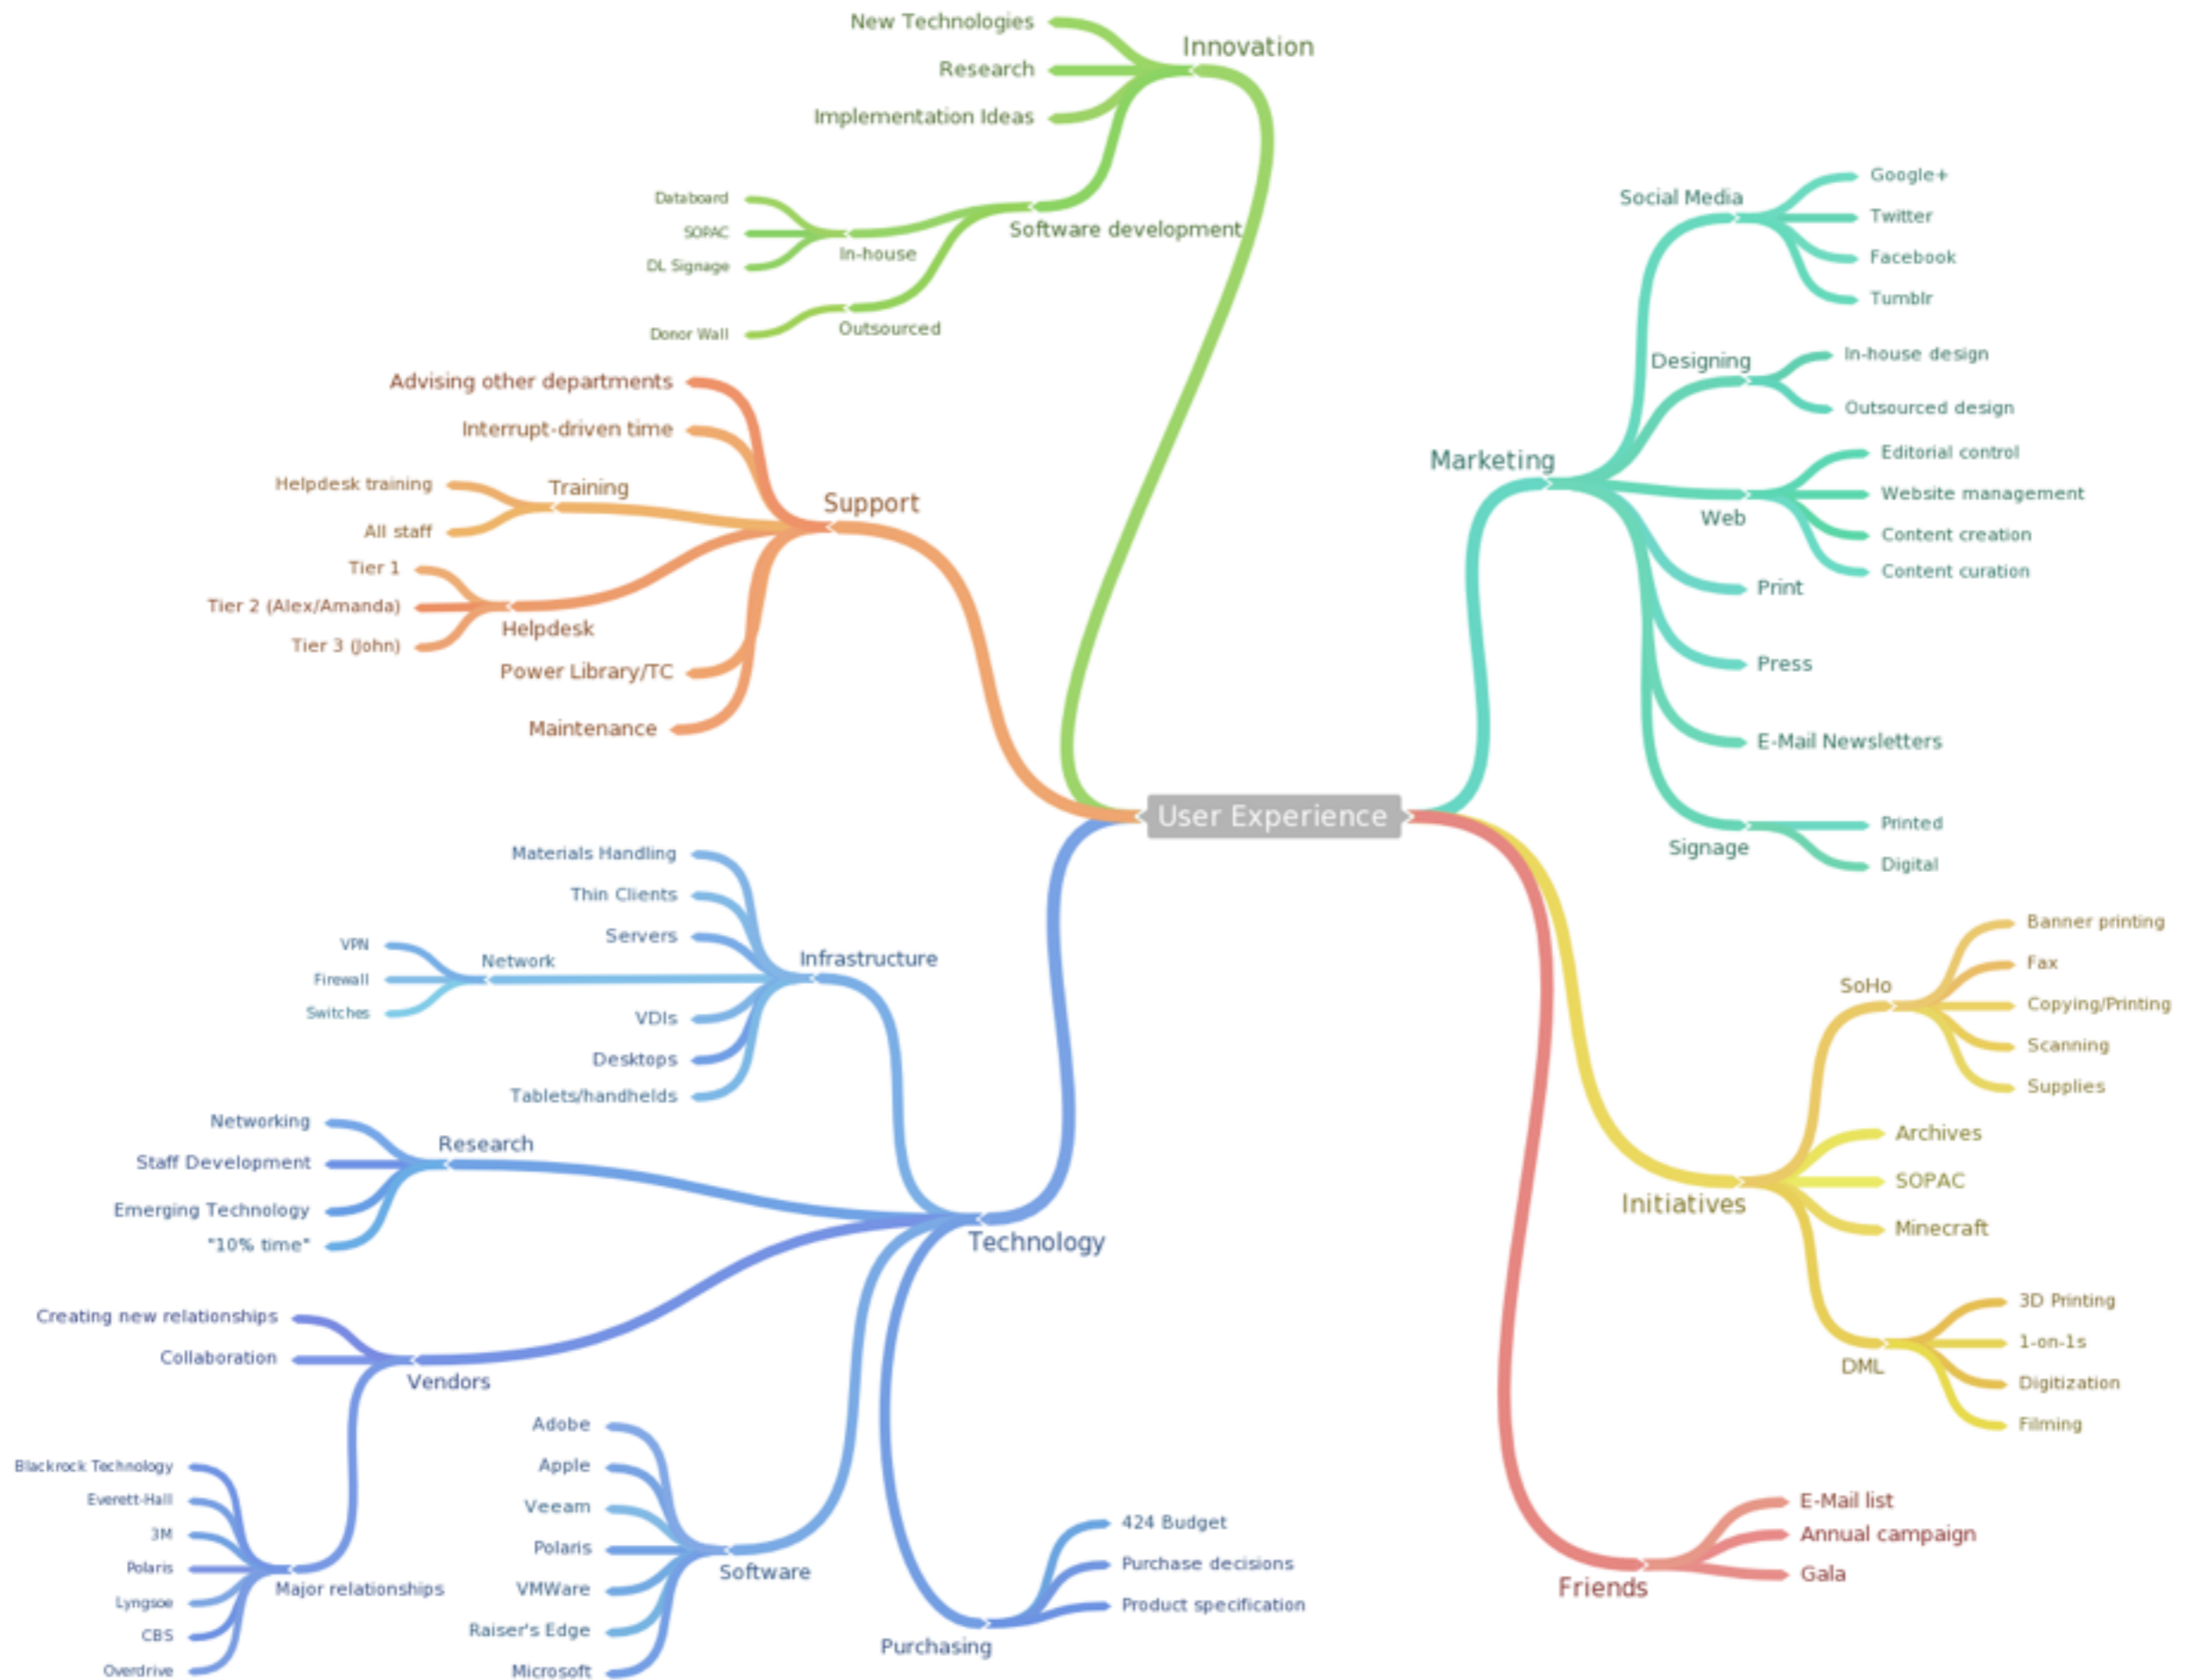 User Experience
Innovation
New Technologies
Research
Implementation Ideas
Software development
In-house
Databoard
SOPAC
DL Signage
Outsourced
Donor Wall
Support
Advising other departments
Interrupt-driven time
Training
Helpdesk training
All staff
Helpdesk
Tier 1
Tier 2 (Alex/Amanda)
Tier 3 (John)
Power Library/TC
Maintenance
Technology
Infrastructure
Materials Handling
Thin Clients
Servers
Network
VPN
Firewall
Switches
VDIs
Desktops
Tablets/handhelds
Research
Networking
Staff Development
Emerging Technology
"10% time"
Vendors
Creating new relationships
Collaboration
Major relationships
Blackrock Technology
Everett-Hall
3M
Polaris
Lyngsoe
CBS
Overdrive
Software
Adobe
Apple
Veeam
Polaris
VMWare
Raiser's Edge
Microsoft
Purchasing
424 Budget
Purchase decisions
Product specification
Marketing
Social Media
Google+
Twitter
Facebook
Tumblr
Designing
In-house design
Outsourced design
Web
Editorial control
Website management
Content creation
Content curation
Print
Press
E-Mail Newsletters
Signage
Printed
Digital
Initiatives
SoHo
Banner printing
Fax
Copying/Printing
Scanning
Supplies
Archives
SOPAC
Minecraft
DML
3D Printing
1-on-1s
Digitization
Filming
Friends
E-Mail list
Annual campaign
Gala